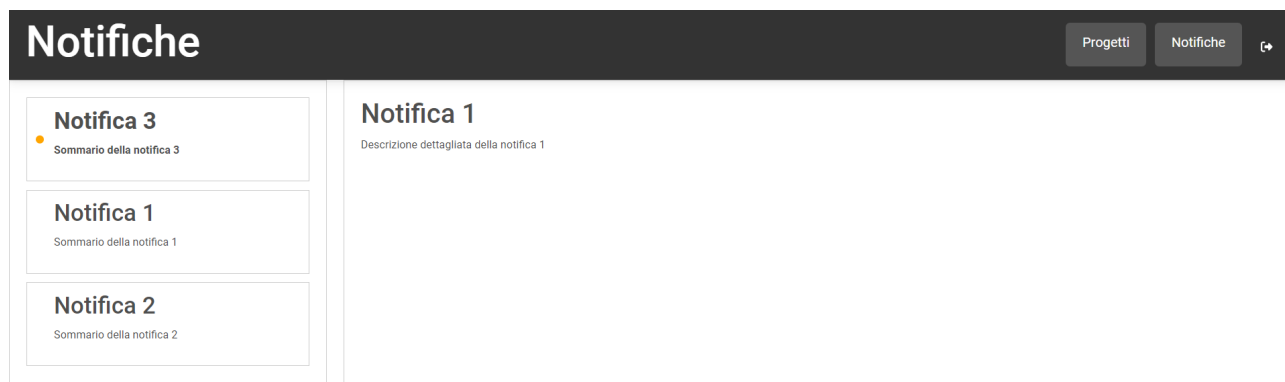 Notifiche
Progetti
Notifiche
Notifica 3
Sommario della notifica 3
Notifica 1
Sommario della notifica 1
Notifica 2
Sommario della notifica 2
Notifica 1
Descrizione dettagliata della notifica 1